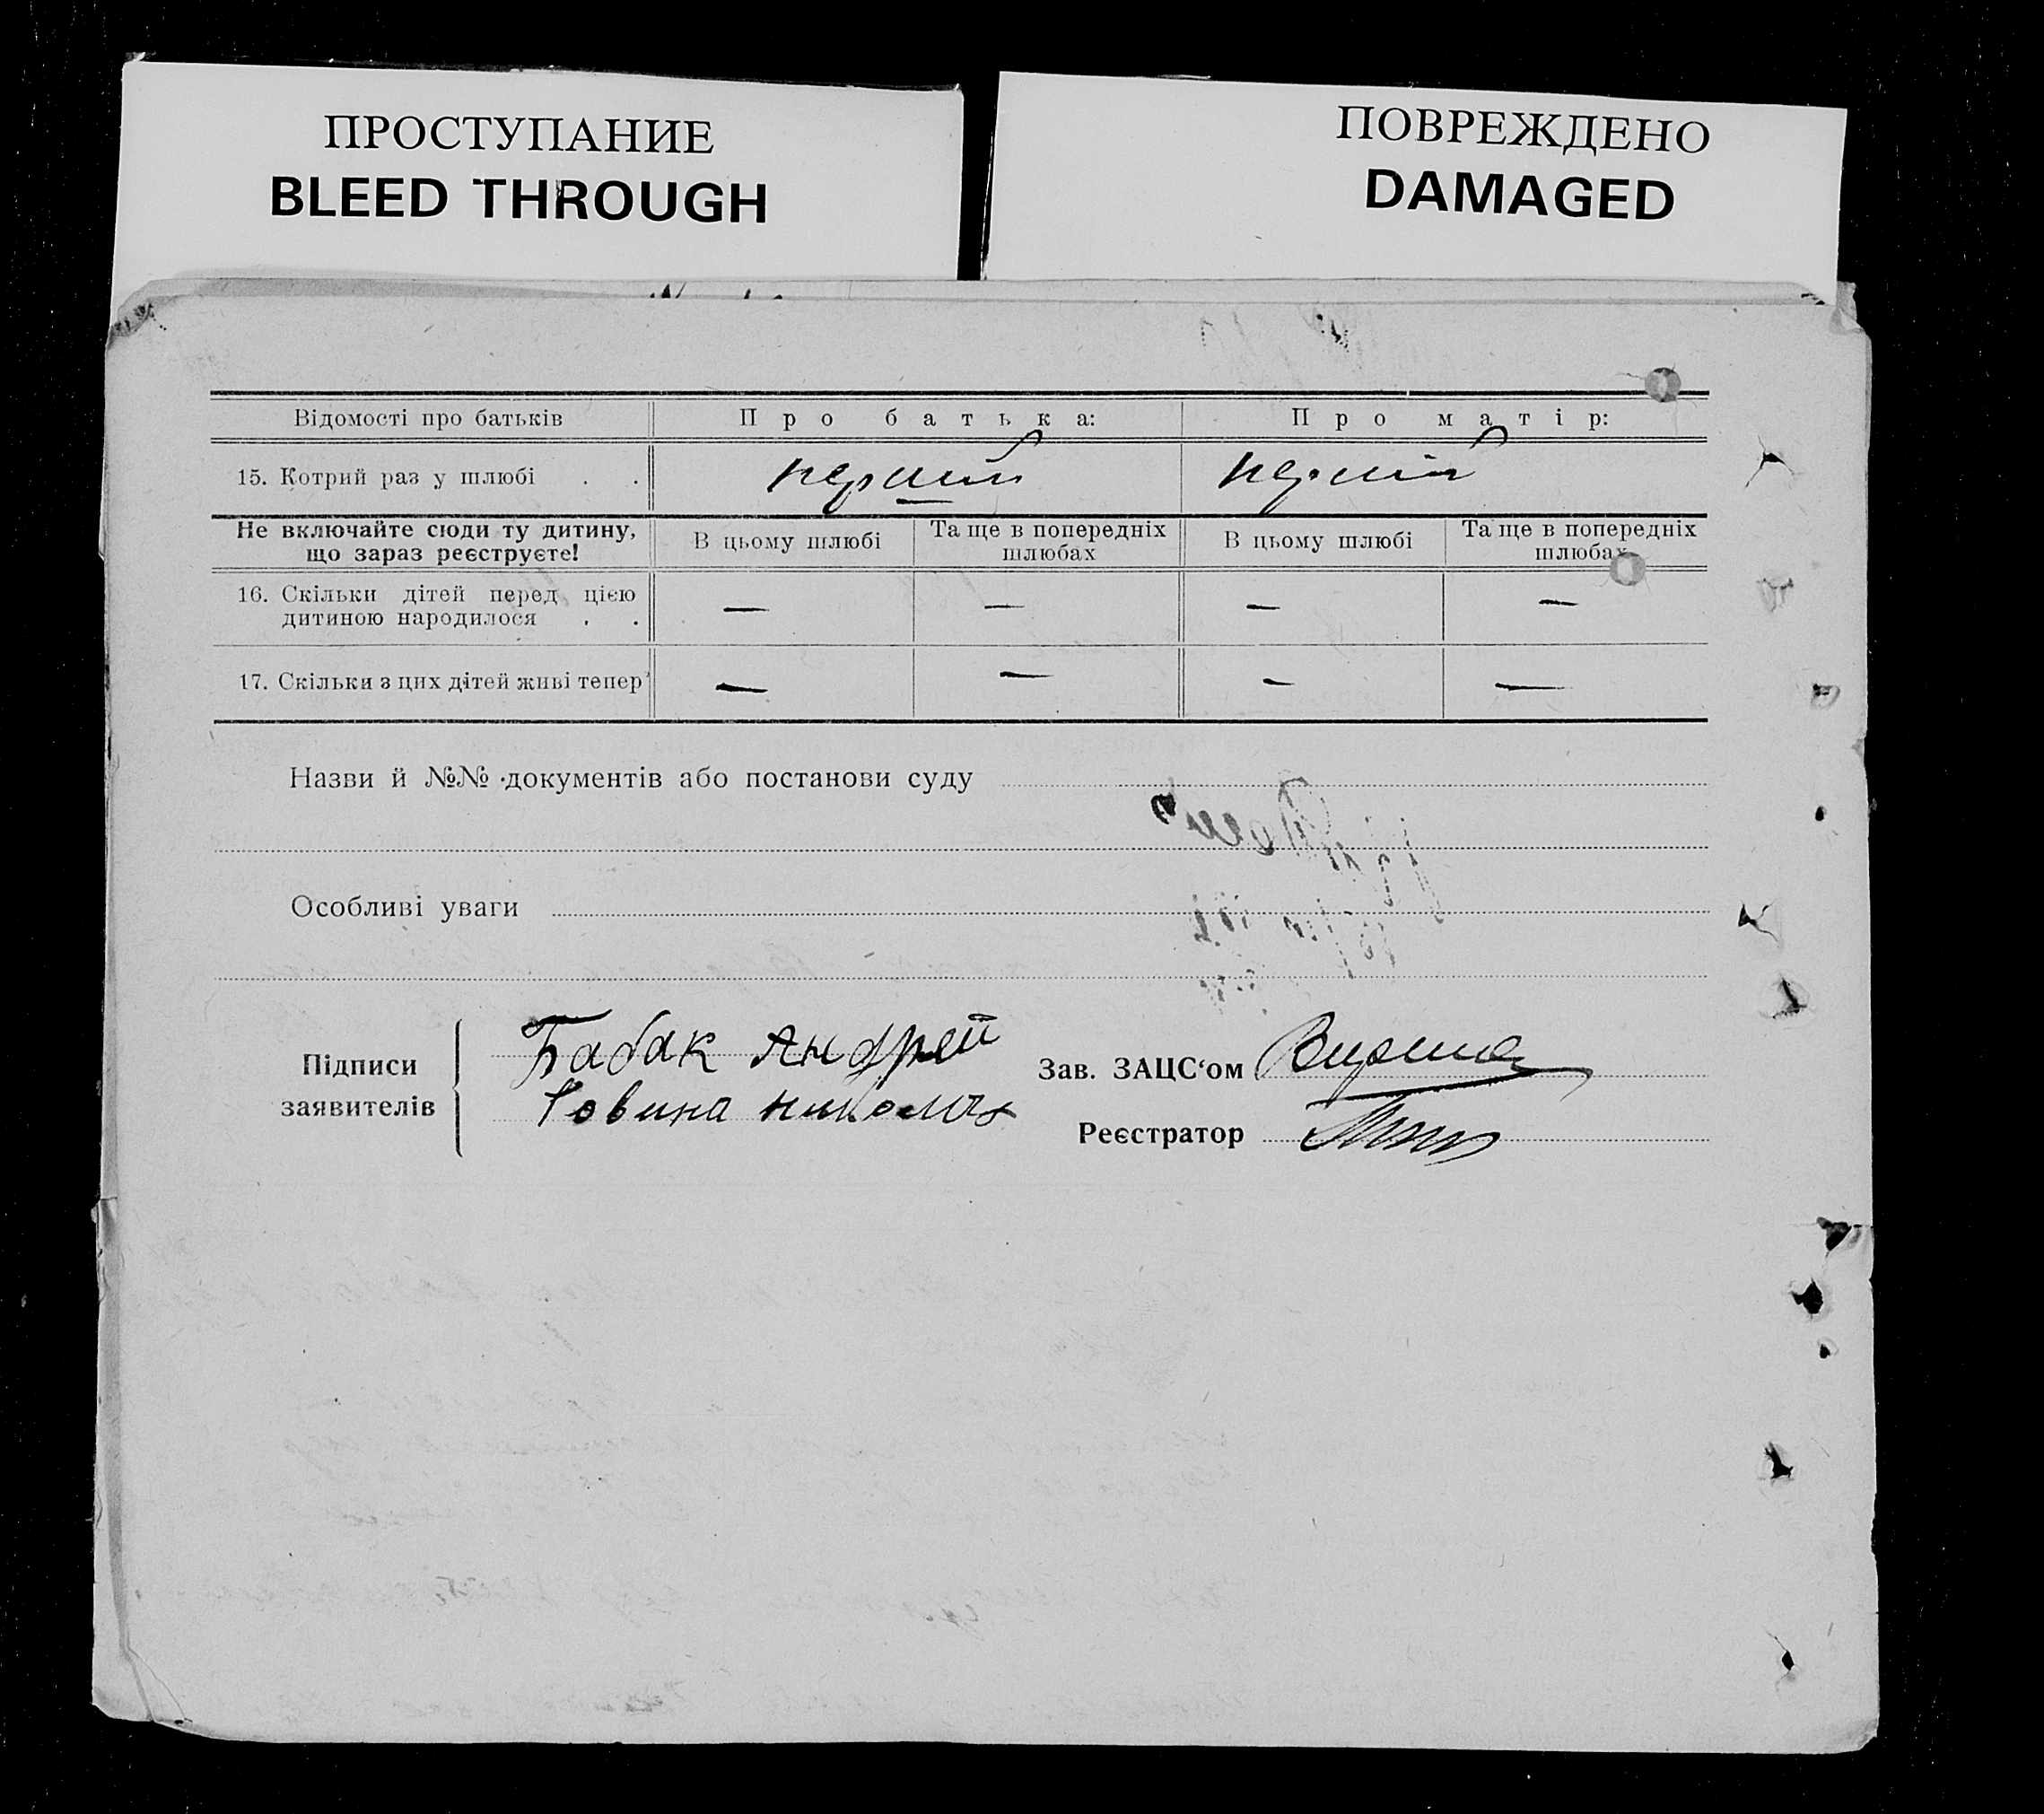 ПРОСТУПАНИЕ
BLEED THROUGH
ПОВРЕЖДЕНО
DAMAGED
Відомості про батьків Про батька: Про матір:
15. Котрий раз у шлюбі . . перший перший
Не включайте сюди ту дитину, що зараз реєструєте! В цьому шлюбі Та ще в попередніх шлюбах В цьому шлюбі Та ще в попередніх шлюбах
16. Скільки дітей перед цією дитиною народилося . . — — — —
17. Скільки з цих дітей живі тепер — — — —
Назви й №№ документів або постанови суду
Особливі уваги
Підписи заявителів
Бабак Андрей
Зав. ЗАЦС‘ом
Реєстратор